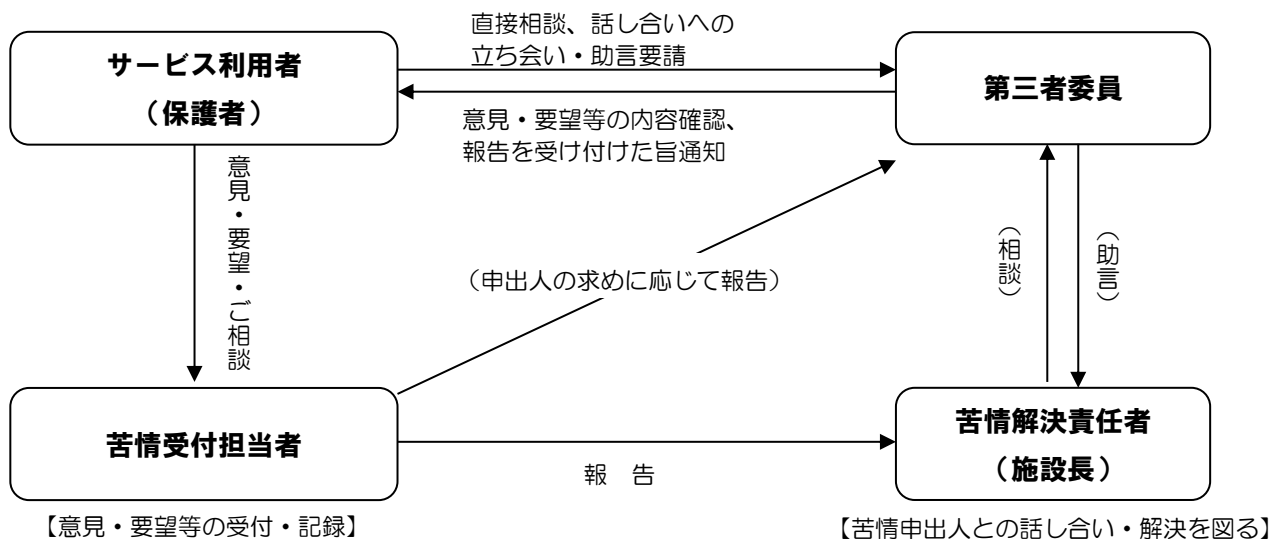 直接相談、話し合いへの
立ち会い・助言要請
サービス利用者
（保護者）
第三者委員
意見・要望等の内容確認、
報告を受け付けた旨通知
意見・要望・ご相談
（申出人の求めに応じて報告）
（相談）
（助言）
苦情受付担当者
苦情解決責任者
（施設長）
報　告
【意見・要望等の受付・記録】
【苦情申出人との話し合い・解決を図る】